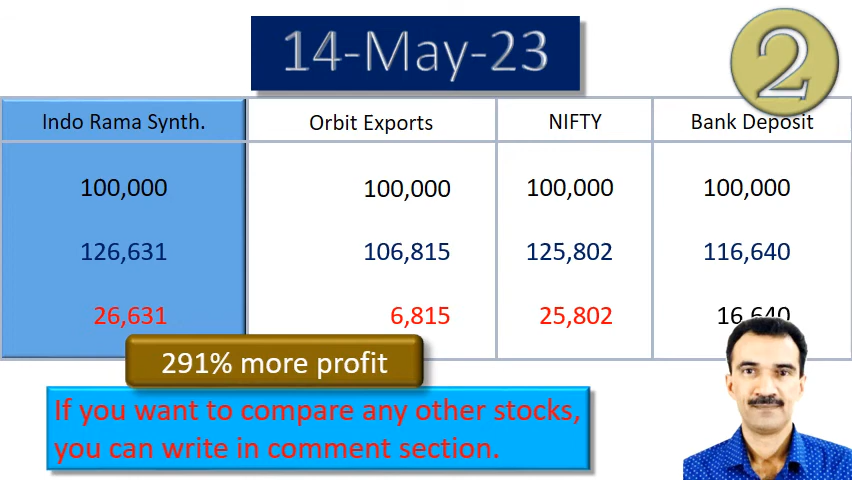 14-May-23
2
Indo Rama Synth. Orbit Exports NIFTY Bank Deposit
100,000 100,000 100,000 100,000
126,631 106,815 125,802 116,640
26,631 6,815 25,802 16,640
291% more profit
If you want to compare any other stocks,
you can write in comment section.